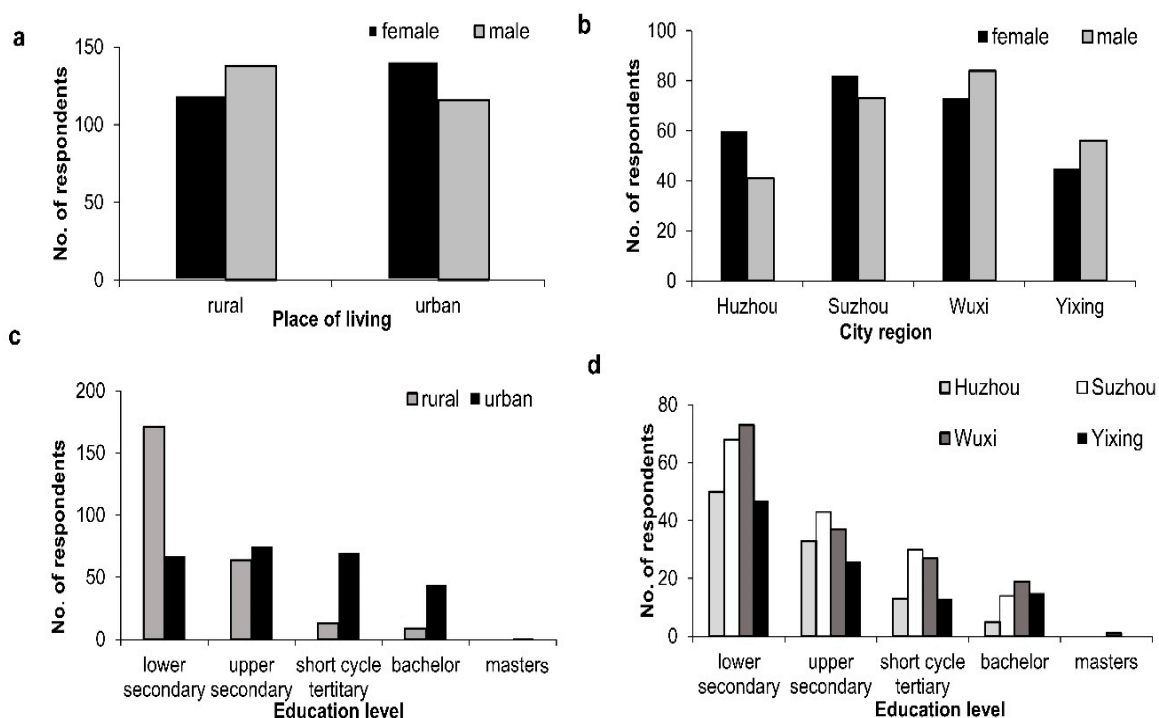 a
female male
150
100
50
0
No. of respondents
rural urban
Place of living
b
female male
100
80
60
40
20
0
No. of respondents
Huzhou Suzhou Wuxi Yixing
City region
c
rural urban
200
150
100
50
0
No. of respondents
lower upper short cycle bachelor masters
secondary secondary tertitary
Education level
d
Huzhou Suzhou
Wuxi Yixing
80
60
40
20
0
No. of respondents
lower upper short cycle bachelor masters
secondary secondary tertiary
Education level